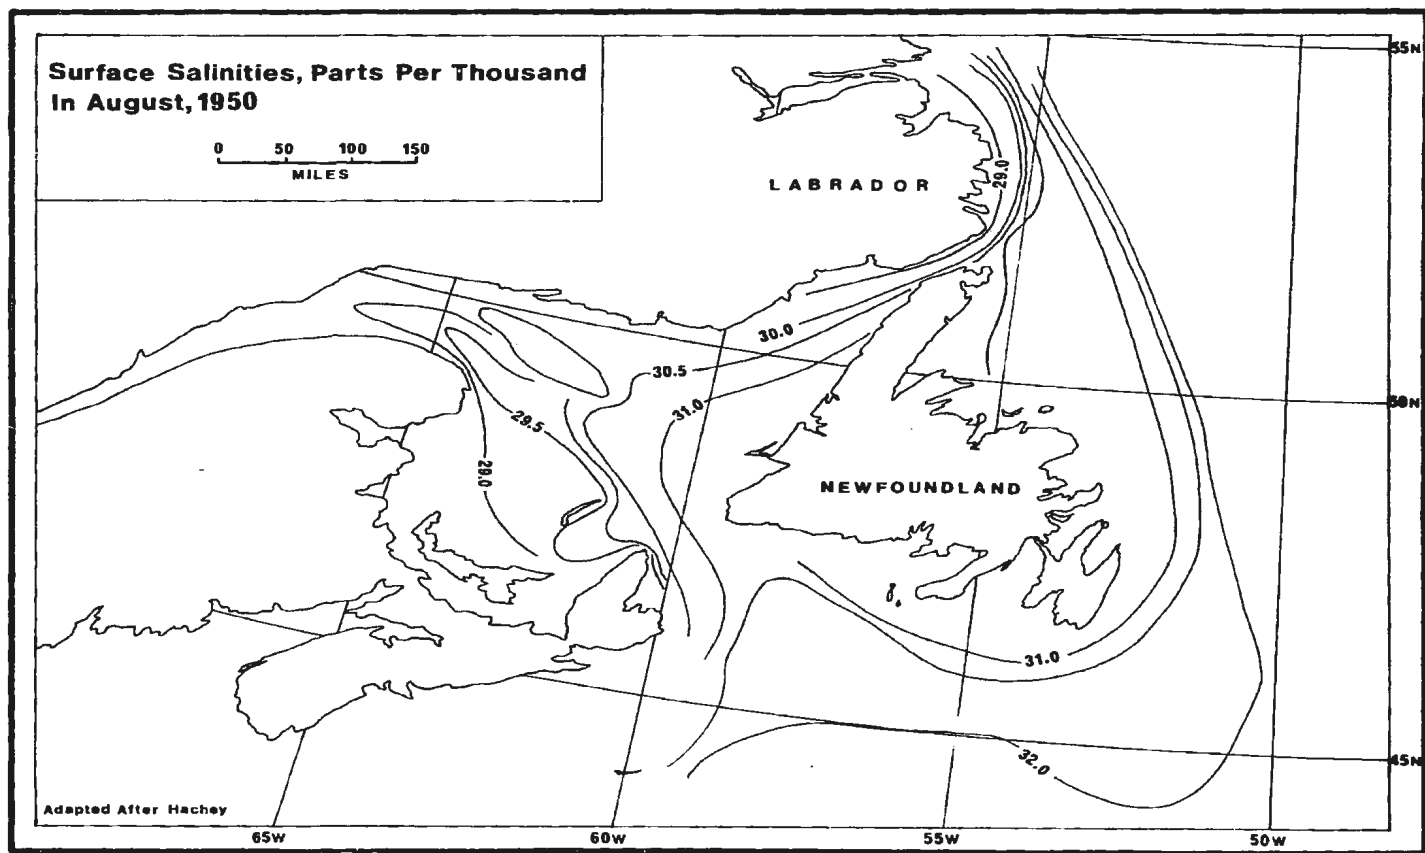 Surface Salinities, Parts Per Thousand
In August, 1950
0 50 100 150
MILES
55N
LABRADOR
29.0
30.0
30.5
31.0
50N
29.5
29.0
NEWFOUNDLAND
31.0
32.0
45N
Adapted After Hachey
65W 60W 55W 50W